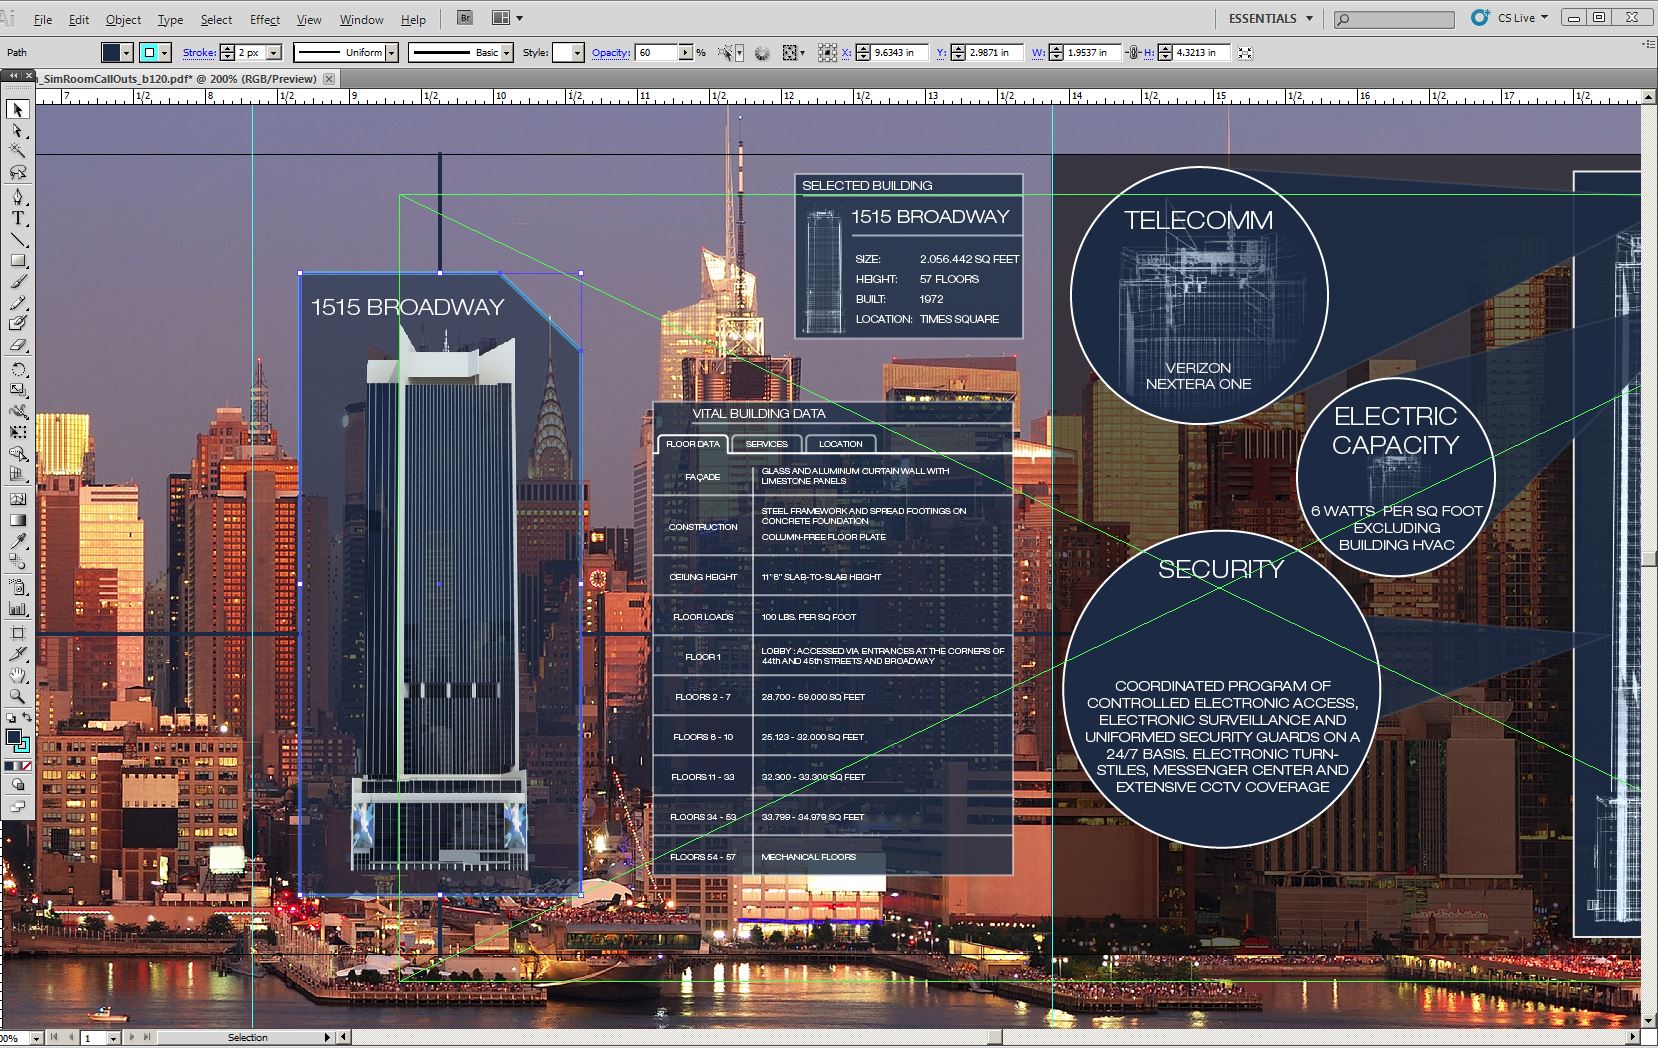 Ai File Edit Object Type Select Effect View Window Help Br ESSENTIALS CS Live
Path Stroke: 2 px Uniform Basic Style: Opacity: 60 % X: 9.6343 in Y: 2.9871 in W: 1.9537 in H: 4.3213 in
_SimRoomCallOuts_b120.pdf* @ 200% (RGB/Preview)
7 1/2 8 1/2 9 1/2 10 1/2 11 1/2 12 1/2 13 1/2 14 1/2 15 1/2 16 1/2 17 1/2
1515 BROADWAY
SELECTED BUILDING
1515 BROADWAY
SIZE: 2.056.442 SQ FEET
HEIGHT: 57 FLOORS
BUILT: 1972
LOCATION: TIMES SQUARE
VITAL BUILDING DATA
FLOOR DATA SERVICES LOCATION
FAÇADE
GLASS AND ALUMINUM CURTAIN WALL WITH
LIMESTONE PANELS
CONSTRUCTION
STEEL FRAMEWORK AND SPREAD FOOTINGS ON
CONCRETE FOUNDATION
COLUMN-FREE FLOOR PLATE
CEILING HEIGHT 11' 8" SLAB-TO-SLAB HEIGHT
FLOOR LOADS 100 LBS. PER SQ FOOT
FLOOR 1
LOBBY : ACCESSED VIA ENTRANCES AT THE CORNERS OF
44th AND 45th STREETS AND BROADWAY
FLOORS 2 - 7 28.700 - 59.000 SQ FEET
FLOORS 8 - 10 25.123 - 32.000 SQ FEET
FLOORS 11 - 33 32.300 - 33.300 SQ FEET
FLOORS 34 - 53 33.799 - 34.979 SQ FEET
FLOORS 54 - 57 MECHANICAL FLOORS
TELECOMM
VERIZON
NEXTERA ONE
ELECTRIC
CAPACITY
6 WATTS PER SQ FOOT
EXCLUDING
BUILDING HVAC
SECURITY
COORDINATED PROGRAM OF
CONTROLLED ELECTRONIC ACCESS,
ELECTRONIC SURVEILLANCE AND
UNIFORMED SECURITY GUARDS ON A
24/7 BASIS. ELECTRONIC TURN-
STILES, MESSENGER CENTER AND
EXTENSIVE CCTV COVERAGE
1 Selection